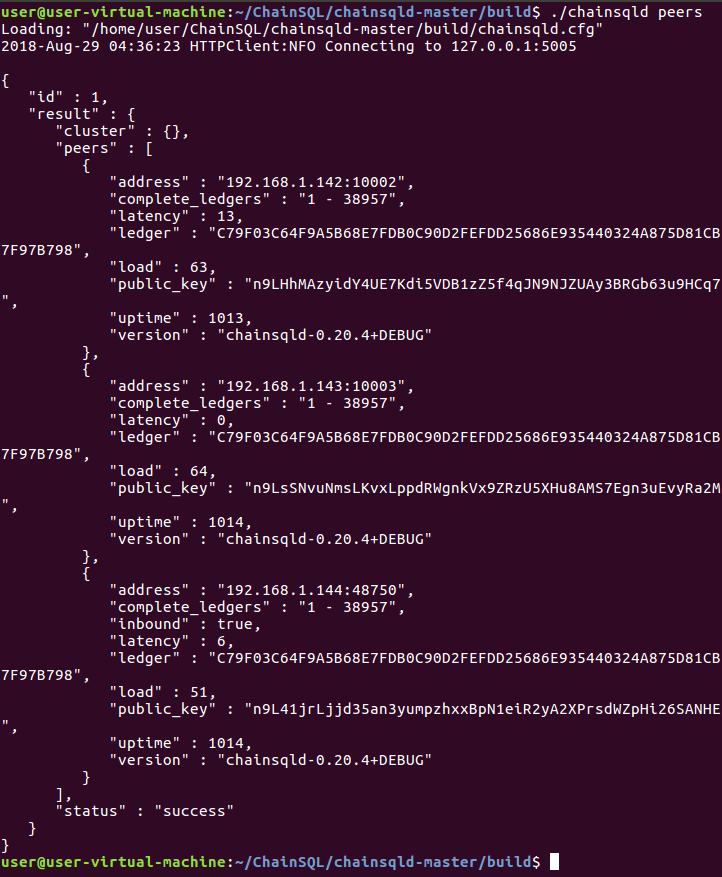 user@user-virtual-machine:~/ChainSQL/chainsqld-master/build$ ./chainsqld peers
Loading: "/home/user/ChainSQL/chainsqld-master/build/chainsqld.cfg"
2018-Aug-29 04:36:23 HTTPClient:NFO Connecting to 127.0.0.1:5005

{
   "id" : 1,
   "result" : {
      "cluster" : {},
      "peers" : [
         {
            "address" : "192.168.1.142:10002",
            "complete_ledgers" : "1 - 38957",
            "latency" : 13,
            "ledger" : "C79F03C64F9A5B68E7FDB0C90D2FEFDD25686E935440324A875D81CB
7F97B798",
            "load" : 63,
            "public_key" : "n9LHhMAzyidY4UE7Kdi5VDB1zZ5f4qJN9NJZUAy3BRGb63u9HCq7
",
            "uptime" : 1013,
            "version" : "chainsqld-0.20.4+DEBUG"
         },
         {
            "address" : "192.168.1.143:10003",
            "complete_ledgers" : "1 - 38957",
            "latency" : 0,
            "ledger" : "C79F03C64F9A5B68E7FDB0C90D2FEFDD25686E935440324A875D81CB
7F97B798",
            "load" : 64,
            "public_key" : "n9LsSNvuNmsLKvxLppdRWgnkVx9ZRzU5XHu8AMS7Egn3uEvyRa2M
",
            "uptime" : 1014,
            "version" : "chainsqld-0.20.4+DEBUG"
         },
         {
            "address" : "192.168.1.144:48750",
            "complete_ledgers" : "1 - 38957",
            "inbound" : true,
            "latency" : 6,
            "ledger" : "C79F03C64F9A5B68E7FDB0C90D2FEFDD25686E935440324A875D81CB
7F97B798",
            "load" : 51,
            "public_key" : "n9L41jrLjjd35an3yumpzhxxBpN1eiR2yA2XPrsdWZpHi26SANHE
",
            "uptime" : 1014,
            "version" : "chainsqld-0.20.4+DEBUG"
         }
      ],
      "status" : "success"
   }
}
user@user-virtual-machine:~/ChainSQL/chainsqld-master/build$